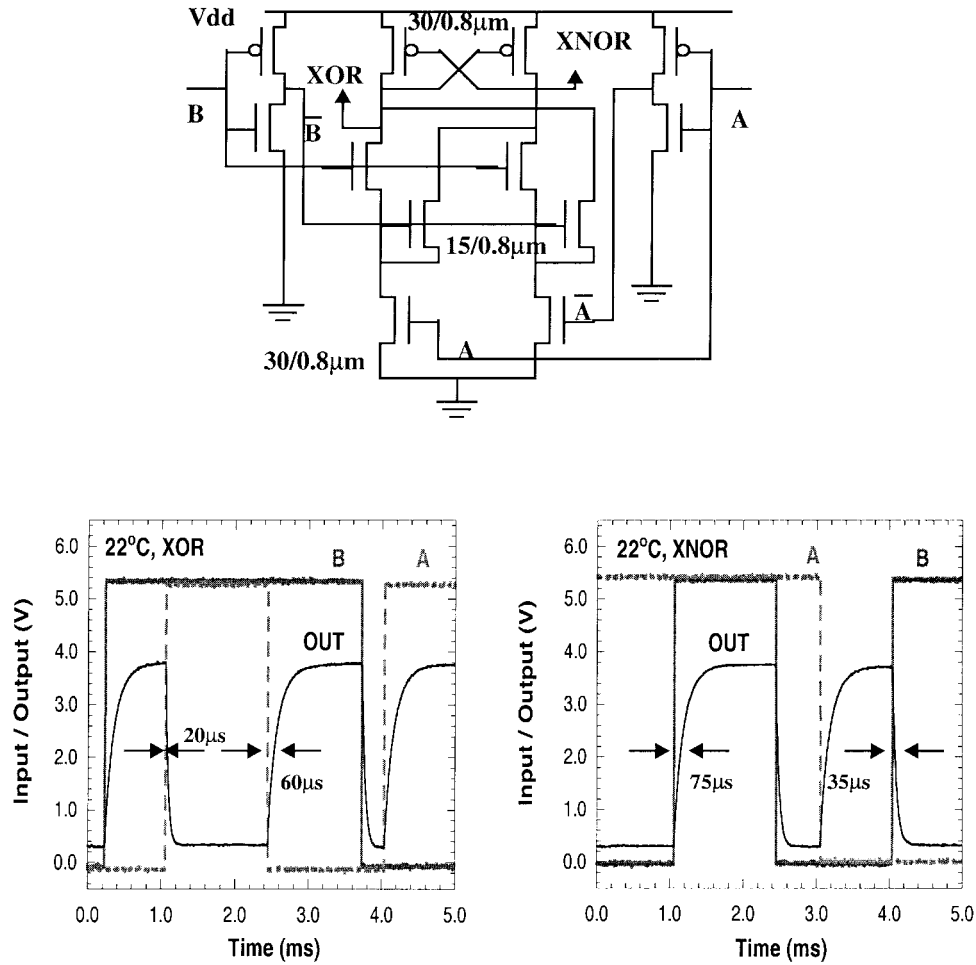 Vdd
30/0.8μm
XNOR
XOR
B
B̅
A
15/0.8μm
A̅
A
30/0.8μm
22°C, XOR
B
A
OUT
20μs
60μs
6.0
5.0
4.0
3.0
2.0
1.0
0.0
Input / Output (V)
0.0 1.0 2.0 3.0 4.0 5.0
Time (ms)
22°C, XNOR
A
B
OUT
75μs
35μs
6.0
5.0
4.0
3.0
2.0
1.0
0.0
Input / Output (V)
0.0 1.0 2.0 3.0 4.0 5.0
Time (ms)